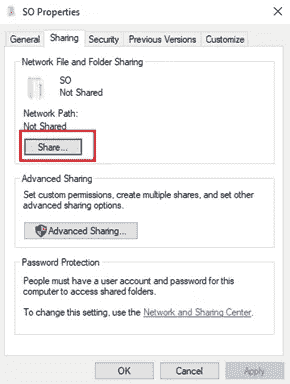 SO Properties
General Sharing Security Previous Versions Customize
Network File and Folder Sharing
SO
Not Shared
Network Path:
Not Shared
Share...
Advanced Sharing
Set custom permissions, create multiple shares, and set other
advanced sharing options.
Advanced Sharing...
Password Protection
People must have a user account and password for this
computer to access shared folders.
To change this setting, use the Network and Sharing Center.
OK Cancel Apply